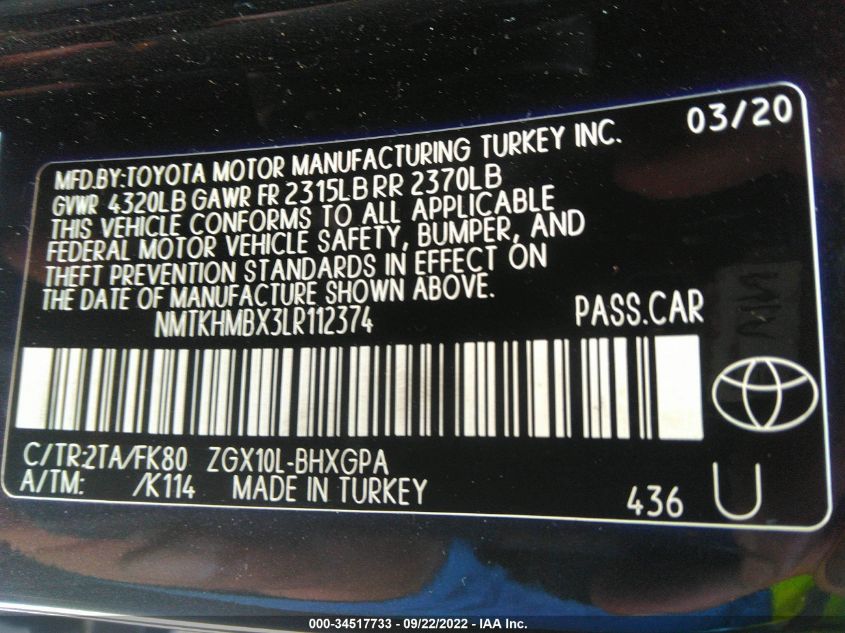 03/20
MFD.BY:TOYOTA MOTOR MANUFACTURING TURKEY INC.
GVWR 4320LB GAWR FR 2315LB RR 2370LB
THIS VEHICLE CONFORMS TO ALL APPLICABLE
FEDERAL MOTOR VEHICLE SAFETY, BUMPER, AND
THEFT PREVENTION STANDARDS IN EFFECT ON
THE DATE OF MANUFACTURE SHOWN ABOVE.
NMTKHMBX3LR112374 PASS.CAR
C/TR:2TA/FK80 ZGX10L-BHXGPA
A/TM: /K114 MADE IN TURKEY 436 U
000-34517733 - 09/22/2022 - IAA Inc.